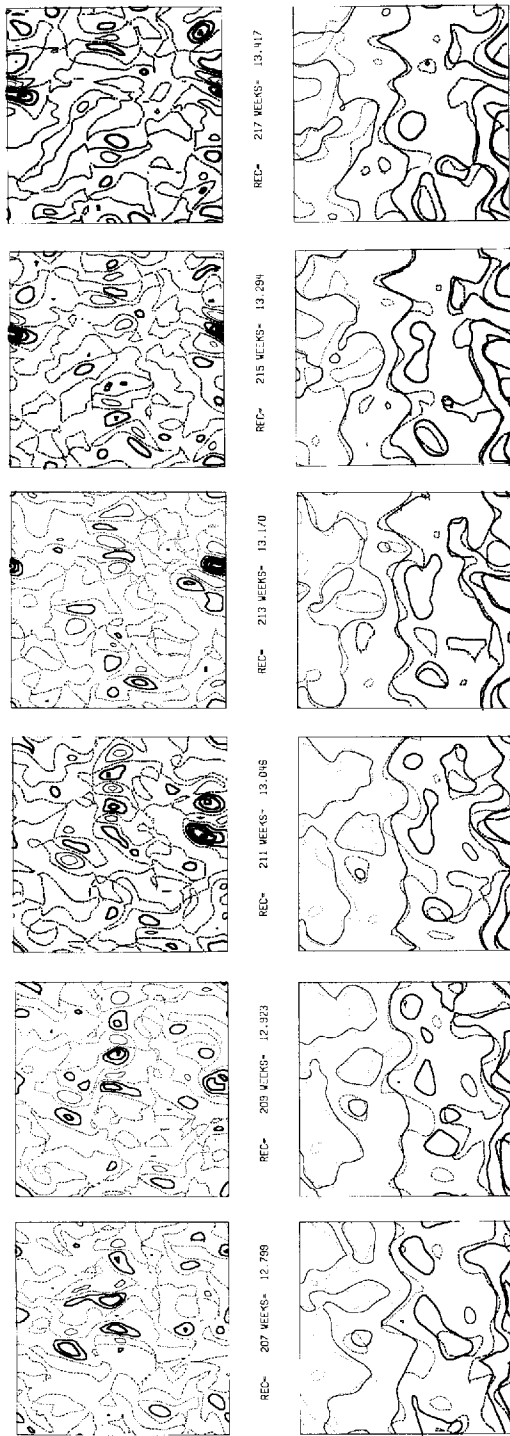 REC= 217 WEEKS= 13.417
REC= 215 WEEKS= 13.294
REC= 213 WEEKS= 13.170
REC= 211 WEEKS= 13.046
REC= 209 WEEKS= 12.923
REC= 207 WEEKS= 12.799